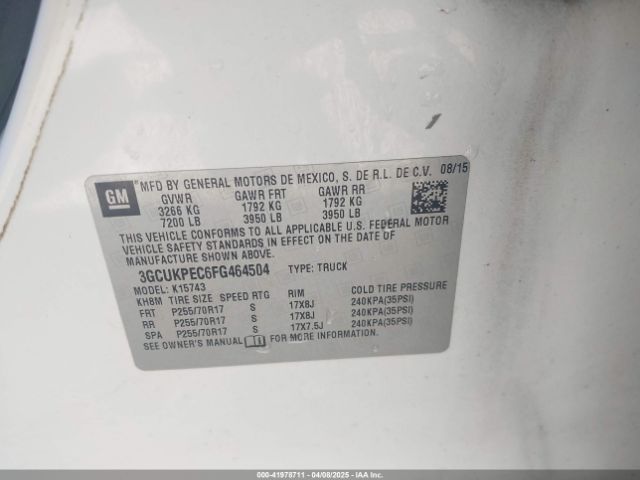 GM
MFD BY GENERAL MOTORS DE MEXICO, S. DE R.L. DE C.V. 08/15
GVWR GAWR FRT GAWR RR
3266 KG 1792 KG 1792 KG
7200 LB 3950 LB 3950 LB
THIS VEHICLE CONFORMS TO ALL APPLICABLE U.S. FEDERAL MOTOR
VEHICLE SAFETY STANDARDS IN EFFECT ON THE DATE OF
MANUFACTURE SHOWN ABOVE.
3GCUKPEC6FG464504 TYPE: TRUCK
MODEL: K15743
KH8M TIRE SIZE SPEED RTG RIM COLD TIRE PRESSURE
FRT P255/70R17 S 17X8J 240KPA(35PSI)
RR P255/70R17 S 17X8J 240KPA(35PSI)
SPA P255/70R17 S 17X7.5J 240KPA(35PSI)
SEE OWNER'S MANUAL
000-41978711 - 04/08/2025 - Copyright IAA, LLC.